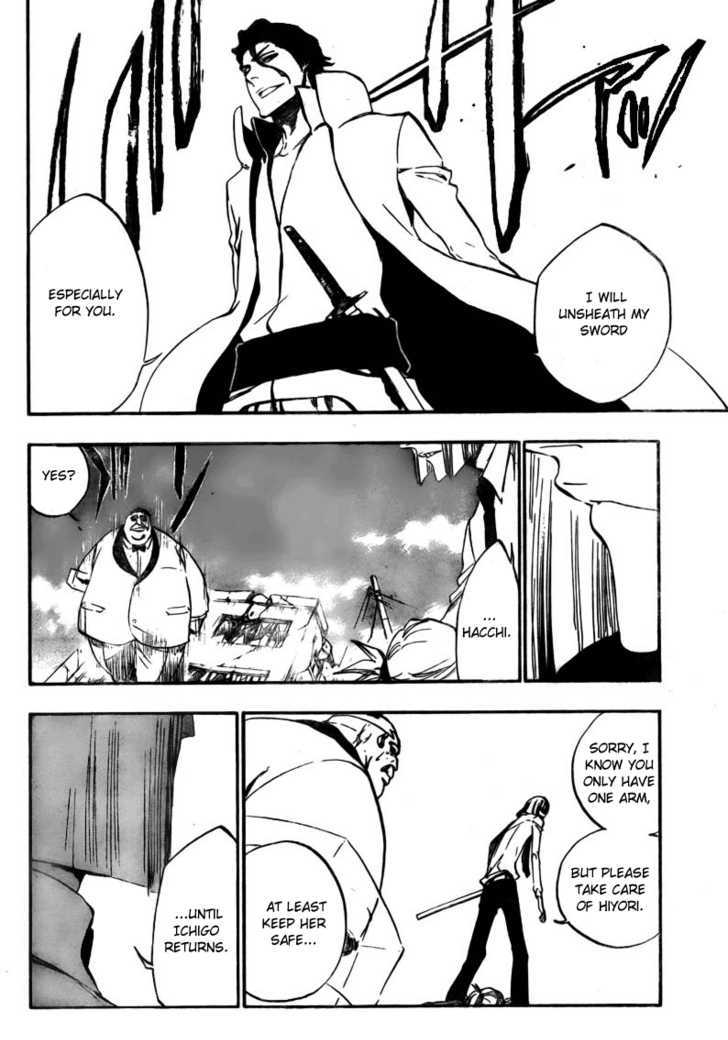 I WILL
UNSHEATH MY
SWORD
ESPECIALLY
FOR YOU.
...
HACCHI.
YES?
SORRY, I
KNOW YOU
ONLY HAVE
ONE ARM,
BUT PLEASE
TAKE CARE
OF HIYORI.
AT LEAST
KEEP HER
SAFE...
...UNTIL
ICHIGO
RETURNS.